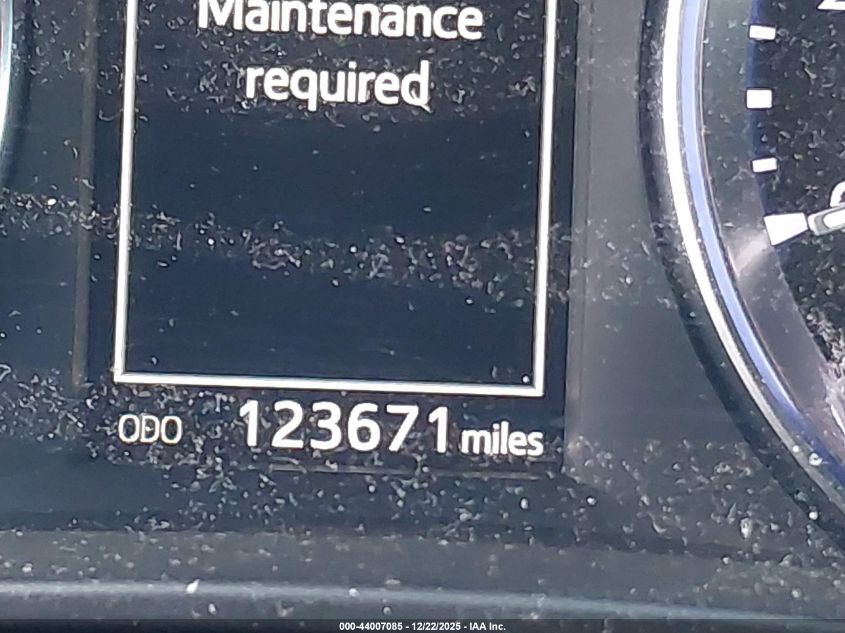 Maintenance
required
ODO 123671 miles
000-44007085 - 12/22/2025 - IAA Inc.